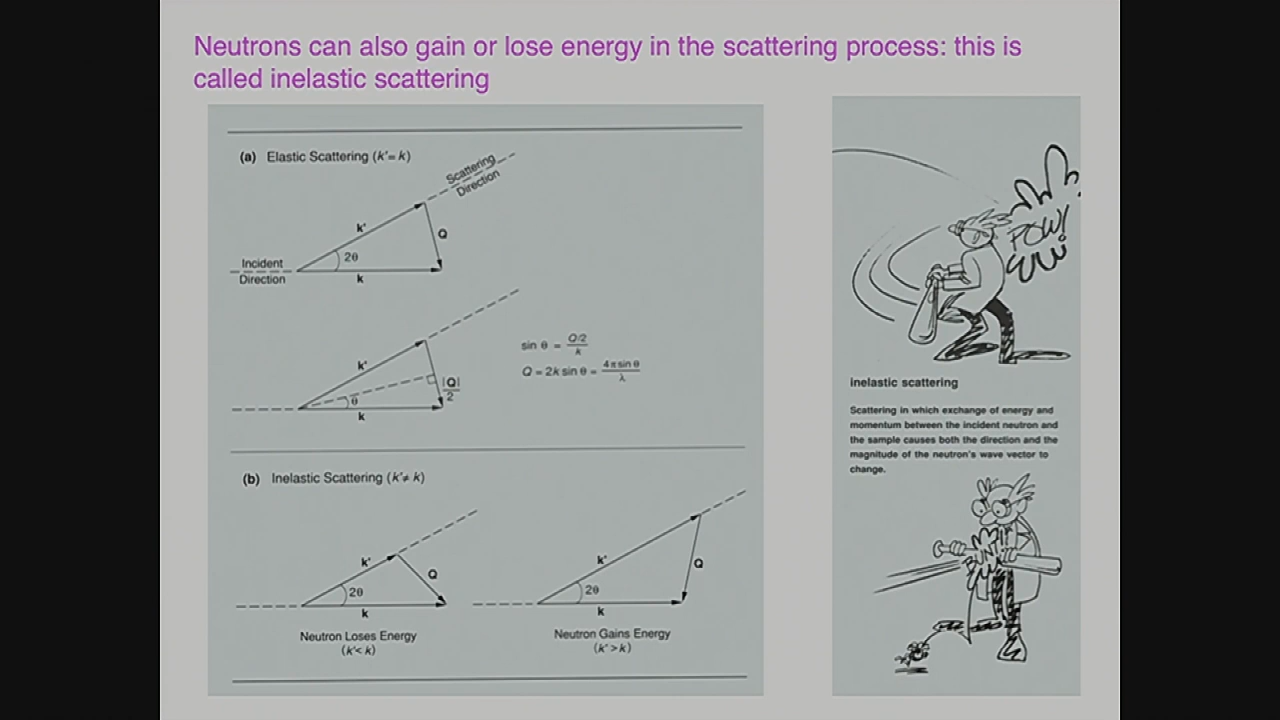 Neutrons can also gain or lose energy in the scattering process: this is
called inelastic scattering
(a) Elastic Scattering (k'= k)
Scattering
Direction
k'
Q
2θ
Incident
Direction
k
k'
|Q|
2
θ
k
sin θ = Q/2
k
Q = 2k sin θ = 4π sin θ
λ
(b) Inelastic Scattering (k'≠ k)
k'
Q
2θ
k
Neutron Loses Energy
(k'< k)
k'
Q
2θ
k
Neutron Gains Energy
(k' > k)
POW!
inelastic scattering
Scattering in which exchange of energy and
momentum between the incident neutron and
the sample causes both the direction and the
magnitude of the neutron's wave vector to
change.
BUNT